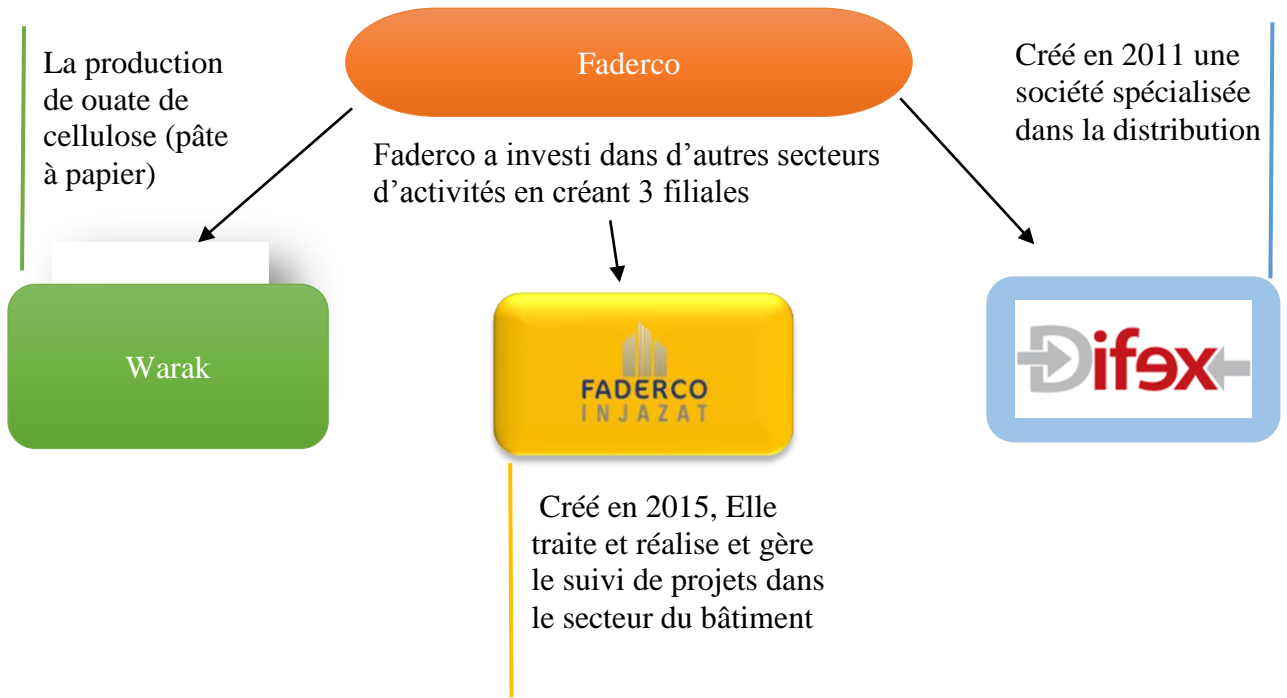 Faderco
La production
de ouate de
cellulose (pâte
à papier)
Faderco a investi dans d’autres secteurs
d’activités en créant 3 filiales
Créé en 2011 une
société spécialisée
dans la distribution
Warak
FADERCO
INJAZAT
Difex
Créé en 2015, Elle
traite et réalise et gère
le suivi de projets dans
le secteur du bâtiment